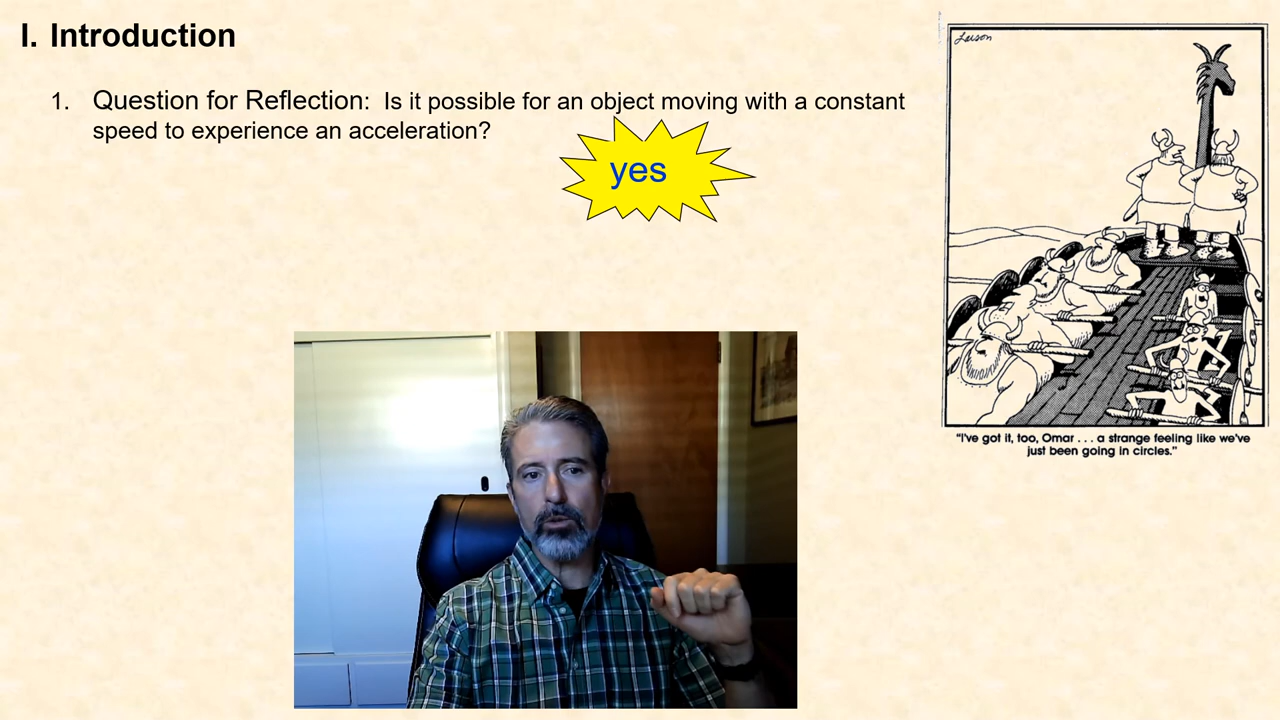 I. Introduction
1. Question for Reflection: Is it possible for an object moving with a constant
speed to experience an acceleration?
yes
Larson
"I've got it, too, Omar . . . a strange feeling like we've
just been going in circles."